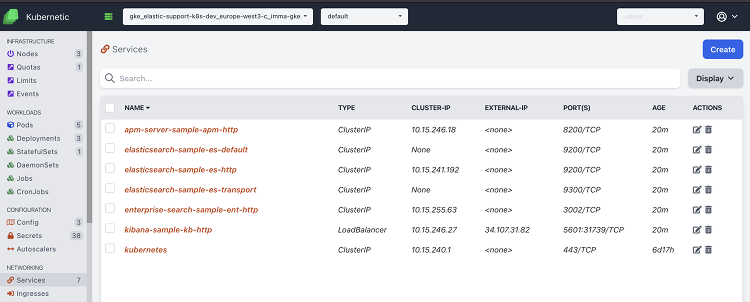 Kubernetic
gke_elastic-support-k8s-dev_europe-west3-c_imma-gke
default
Labels
INFRASTRUCTURE
Nodes 3
Quotas 1
Limits
Events
WORKLOADS
Pods 5
Deployments 3
StatefulSets 1
DaemonSets
Jobs
CronJobs
CONFIGURATION
Config 3
Secrets 38
Autoscalers
NETWORKING
Services 7
Ingresses
Services
Create
Search...
Display
NAME TYPE CLUSTER-IP EXTERNAL-IP PORT(S) AGE ACTIONS
apm-server-sample-apm-http ClusterIP 10.15.246.18 <none> 8200/TCP 20m
elasticsearch-sample-es-default ClusterIP None <none> 9200/TCP 20m
elasticsearch-sample-es-http ClusterIP 10.15.241.192 <none> 9200/TCP 20m
elasticsearch-sample-es-transport ClusterIP None <none> 9300/TCP 20m
enterprise-search-sample-ent-http ClusterIP 10.15.255.63 <none> 3002/TCP 20m
kibana-sample-kb-http LoadBalancer 10.15.246.27 34.107.31.82 5601:31739/TCP 20m
kubernetes ClusterIP 10.15.240.1 <none> 443/TCP 6d17h